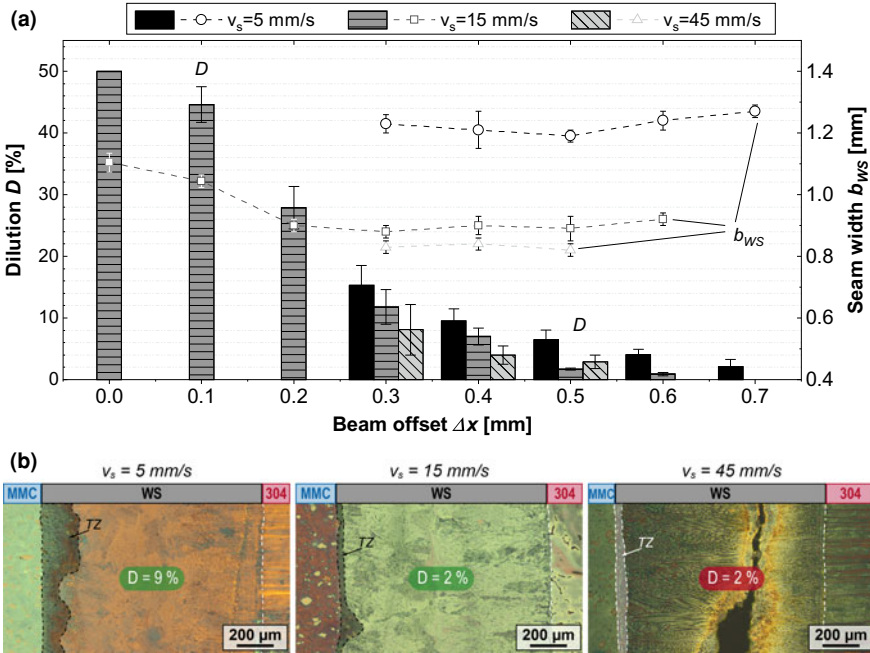 (a)
v_s=5 mm/s v_s=15 mm/s v_s=45 mm/s
Dilution D [%]
50
40
30
20
10
0
D
D
b_WS
1.4
1.2
1.0
0.8
0.6
0.4
Seam width b_WS [mm]
0.0 0.1 0.2 0.3 0.4 0.5 0.6 0.7
Beam offset Δx [mm]
(b)
v_s = 5 mm/s v_s = 15 mm/s v_s = 45 mm/s
MMC WS 304 MMC WS 304 MMC WS 304
TZ TZ TZ
D = 9 % D = 2 % D = 2 %
200 µm 200 µm 200 µm